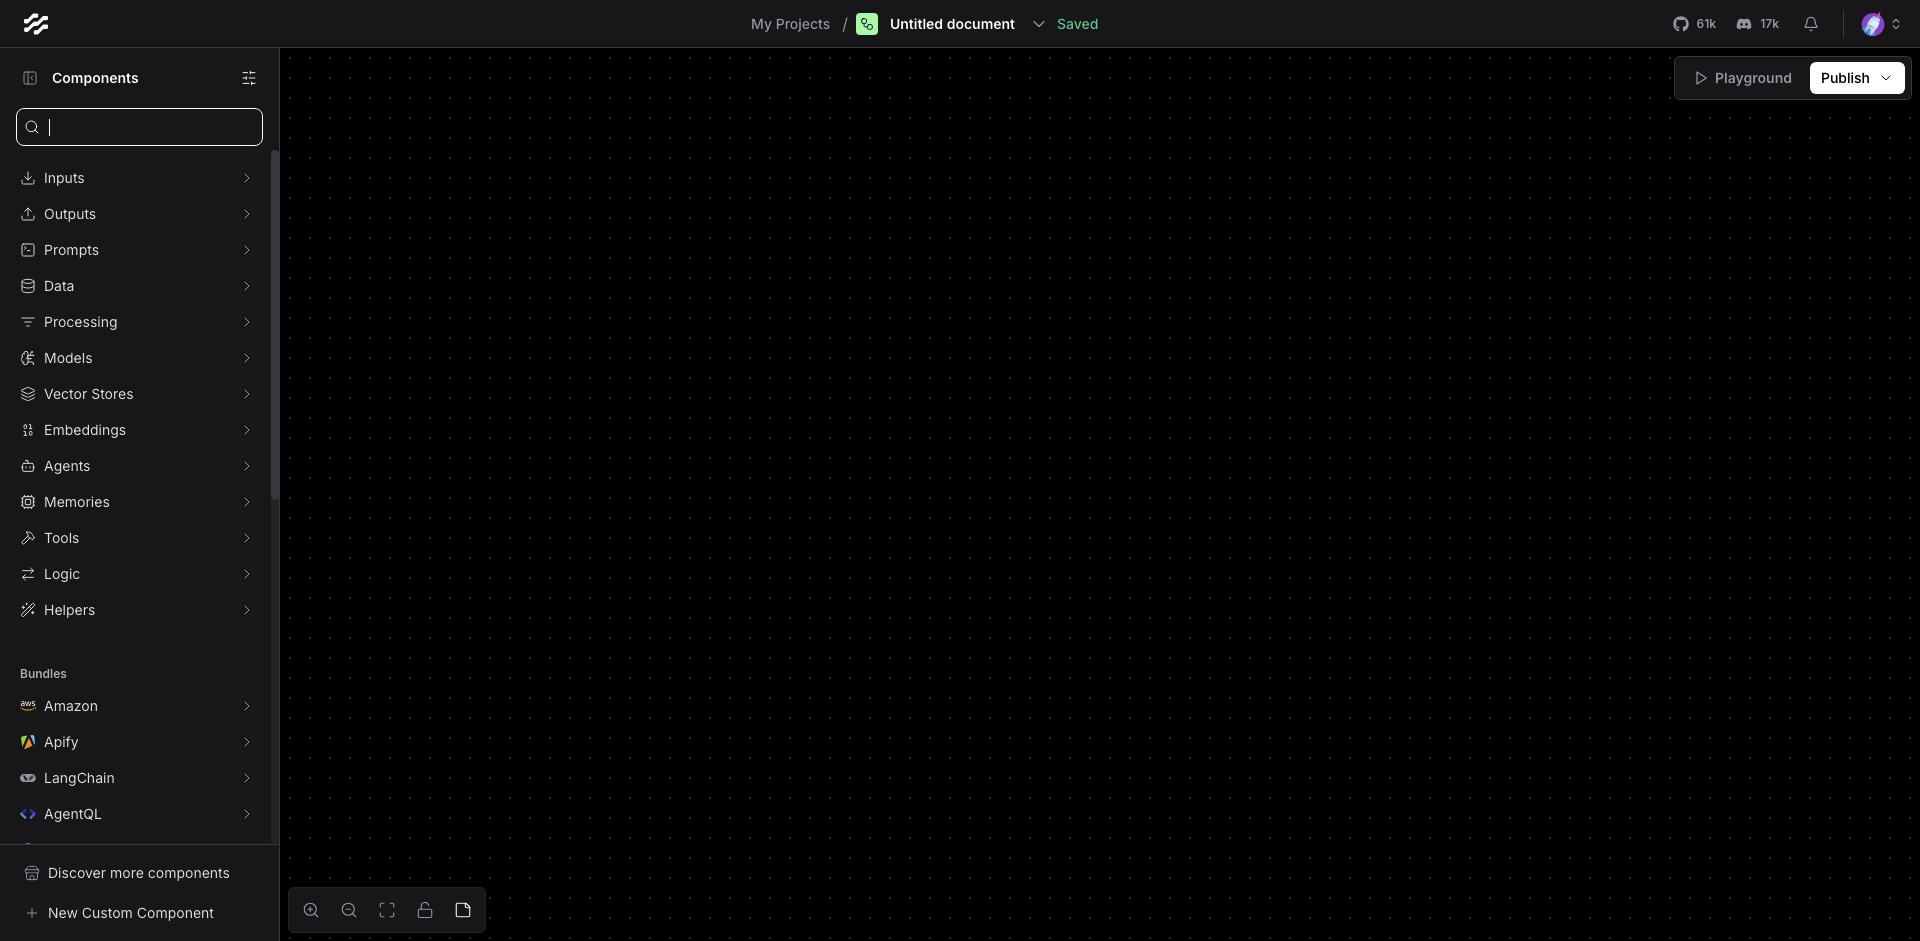 My Projects / Untitled document Saved
61k 17k
Components
Playground Publish
Inputs
Outputs
Prompts
Data
Processing
Models
Vector Stores
Embeddings
Agents
Memories
Tools
Logic
Helpers
Bundles
aws Amazon
Apify
LangChain
AgentQL
Discover more components
New Custom Component